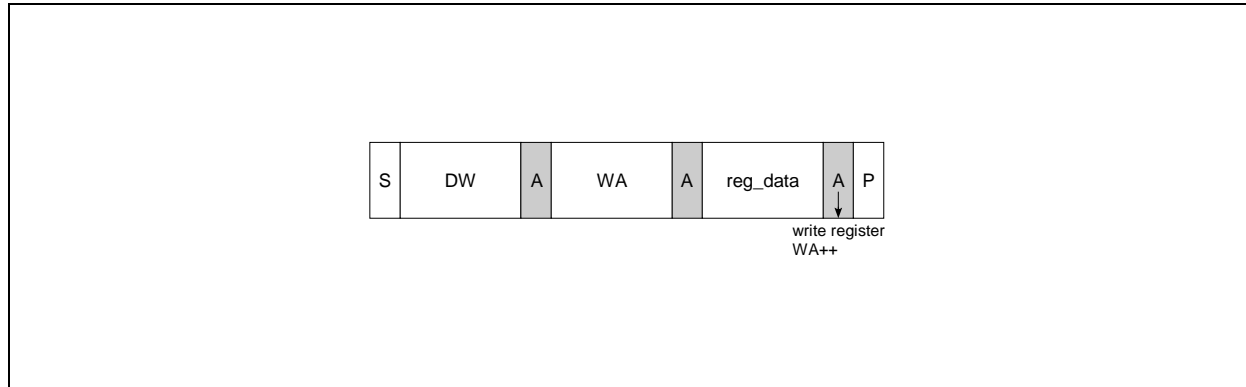 S DW A WA A reg_data A P
write register
WA++